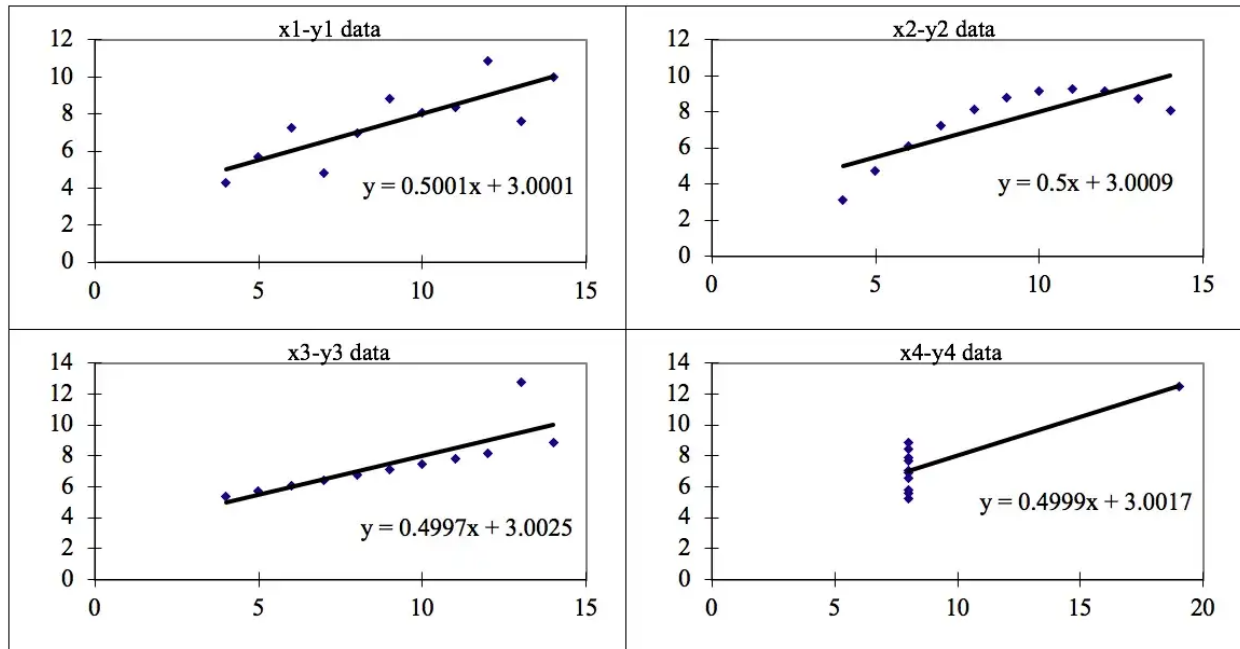 x1-y1 data
12
10
8
6
4
2
0
y = 0.5001x + 3.0001
0 5 10 15
x2-y2 data
12
10
8
6
4
2
0
y = 0.5x + 3.0009
0 5 10 15
x3-y3 data
14
12
10
8
6
4
2
0
y = 0.4997x + 3.0025
0 5 10 15
x4-y4 data
14
12
10
8
6
4
2
0
y = 0.4999x + 3.0017
0 5 10 15 20